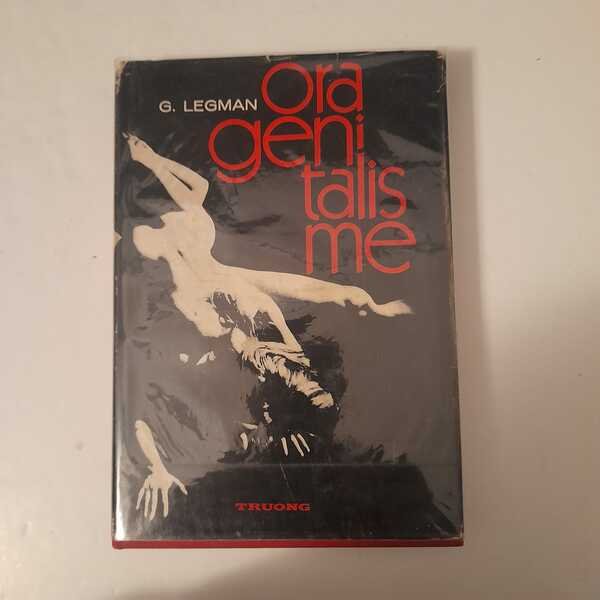 G. LEGMAN
Ora
geni
talis
me
TRUONG